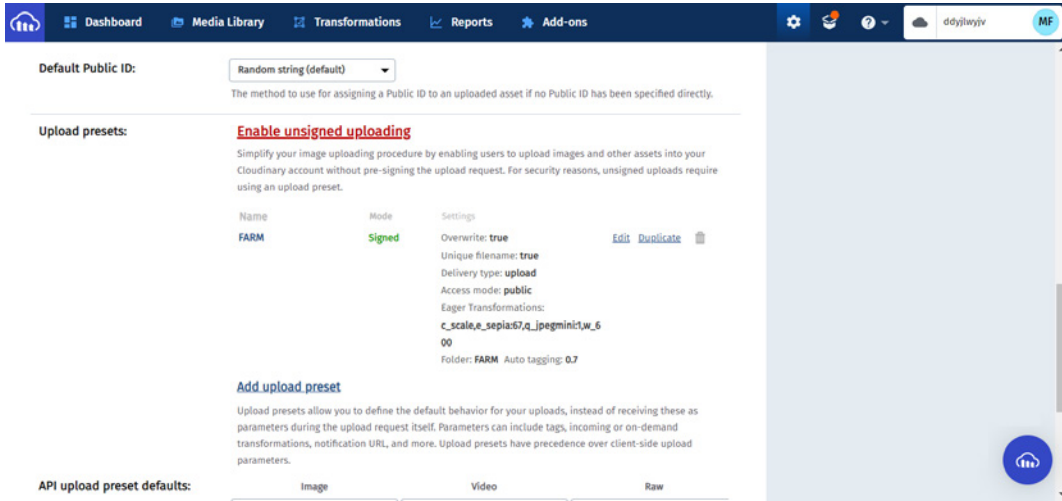 Dashboard Media Library Transformations Reports Add-ons ddyjlwyjv MF
Default Public ID: Random string (default)
The method to use for assigning a Public ID to an uploaded asset if no Public ID has been specified directly.
Upload presets: Enable unsigned uploading
Simplify your image uploading procedure by enabling users to upload images and other assets into your
Cloudinary account without pre-signing the upload request. For security reasons, unsigned uploads require
using an upload preset.
Name Mode Settings
FARM Signed Overwrite: true Edit Duplicate
Unique filename: true
Delivery type: upload
Access mode: public
Eager Transformations:
c_scale,e_sepia:67,q_jpegmini:1,w_6
00
Folder: FARM Auto tagging: 0.7
Add upload preset
Upload presets allow you to define the default behavior for your uploads, instead of receiving these as
parameters during the upload request itself. Parameters can include tags, incoming or on-demand
transformations, notification URL, and more. Upload presets have precedence over client-side upload
parameters.
API upload preset defaults: Image Video Raw